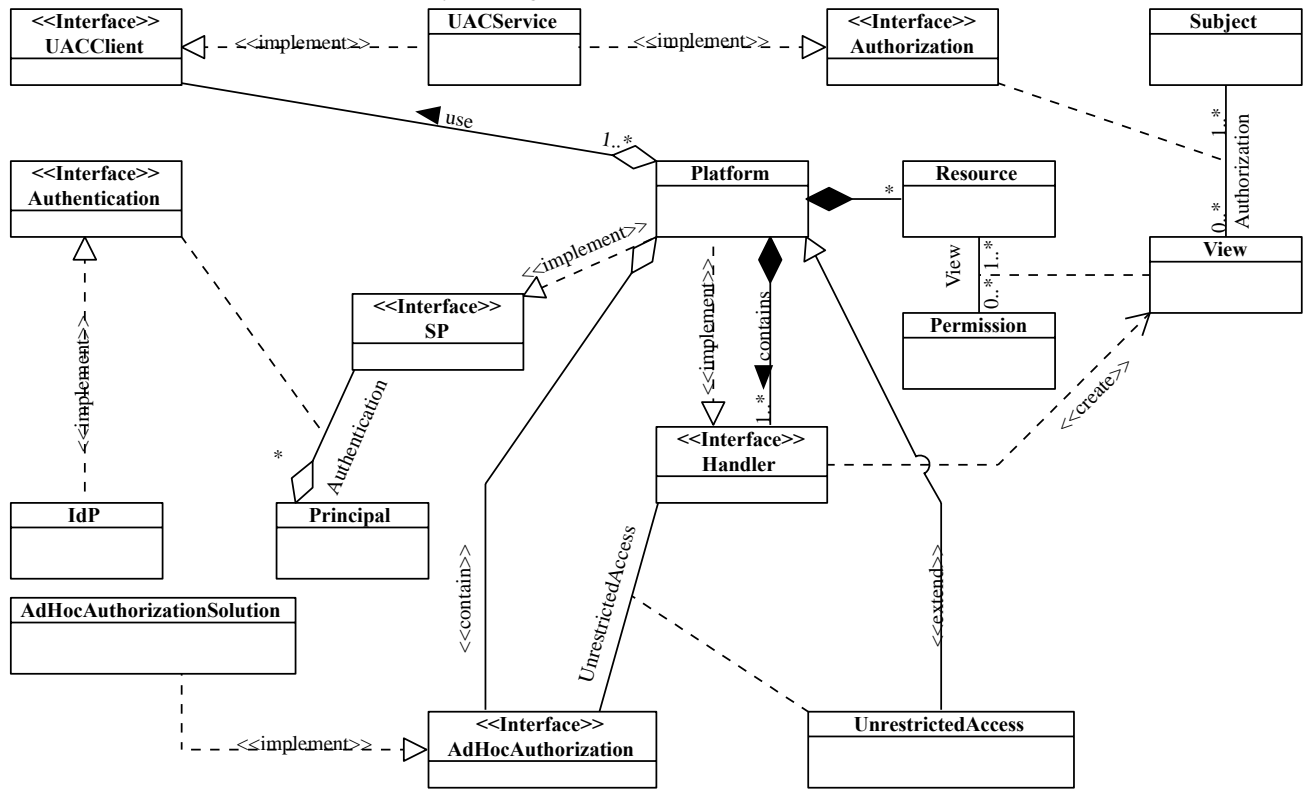 <<Interface>>
UACClient
<<implement>>
UACService
<<implement>>
<<Interface>>
Authorization
Subject
use
1..*
1..*
Authorization
0..*
<<Interface>>
Authentication
Platform
*
Resource
<<implement>>
View
1..*
0..*
View
<<Interface>>
SP
<<implement>>
contains
1..*
Permission
<<implement>>
Authentication
*
<<create>>
<<Interface>>
Handler
IdP
Principal
<<contain>>
UnrestrictedAccess
<<extend>>
AdHocAuthorizationSolution
<<implement>>
<<Interface>>
AdHocAuthorization
UnrestrictedAccess